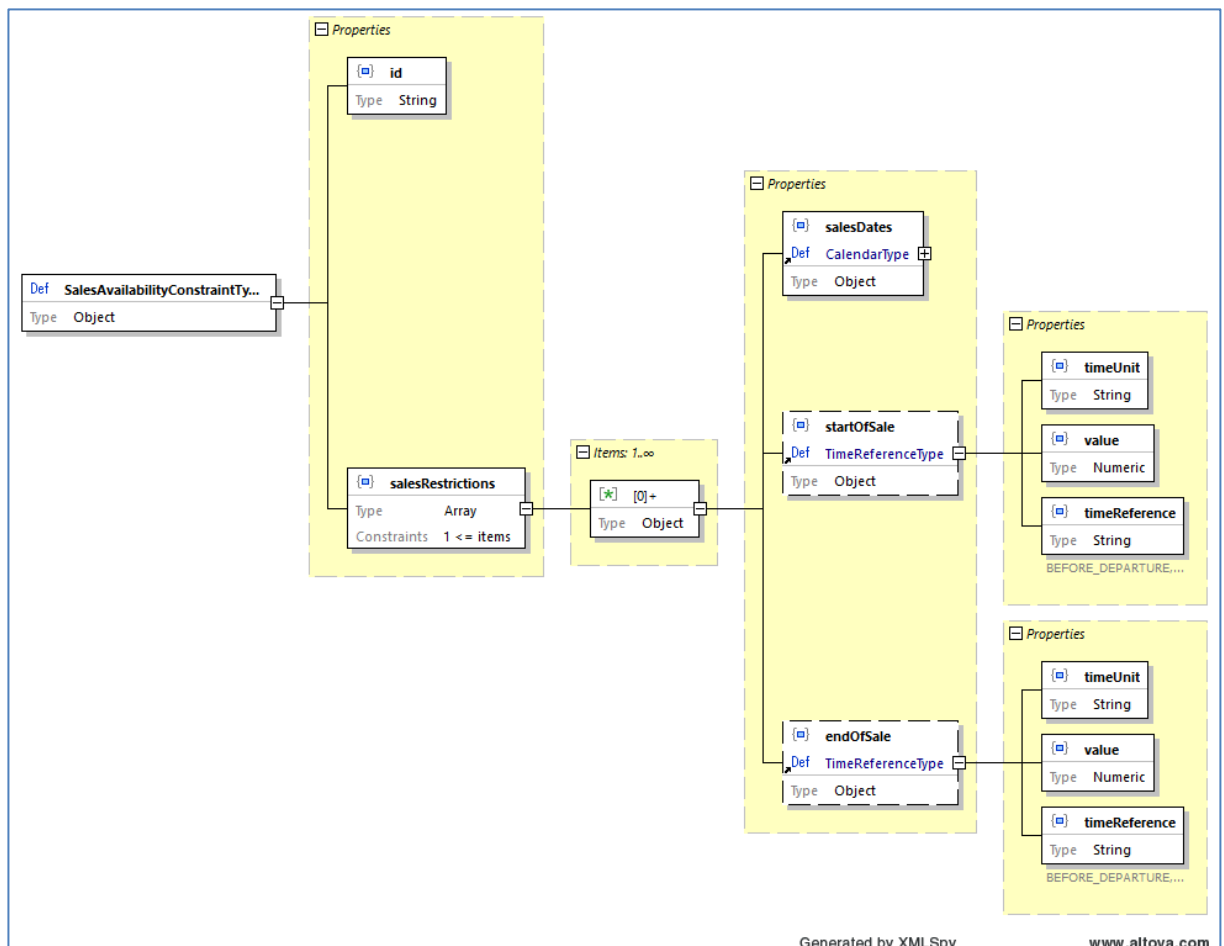 Properties
id
Type String
Def SalesAvailabilityConstraintTy...
Type Object
salesRestrictions
Type Array
Constraints 1 <= items
Items: 1..∞
[*] [0]+
Type Object
Properties
salesDates
Def CalendarType
Type Object
startOfSale
Def TimeReferenceType
Type Object
endOfSale
Def TimeReferenceType
Type Object
Properties
timeUnit
Type String
value
Type Numeric
timeReference
Type String
BEFORE_DEPARTURE,...
Properties
timeUnit
Type String
value
Type Numeric
timeReference
Type String
BEFORE_DEPARTURE,...
Generated by XMLSpy www.altova.com